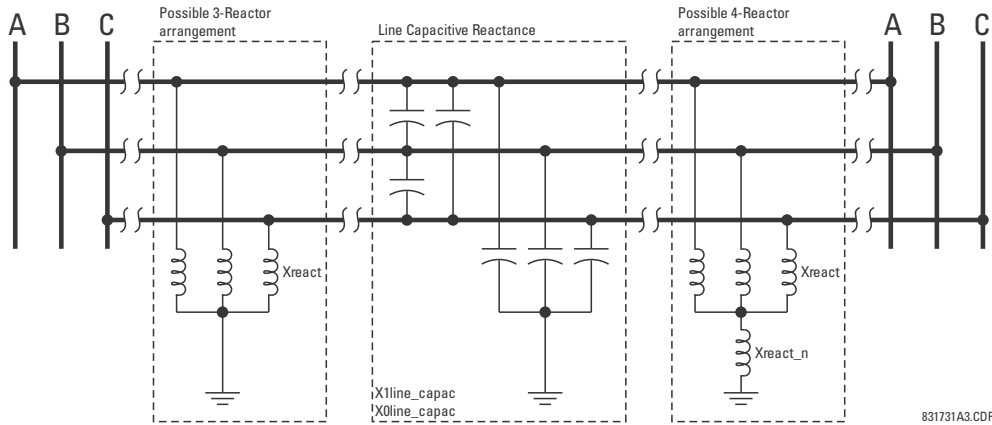 Possible 3-Reactor
arrangement
Line Capacitive Reactance
Possible 4-Reactor
arrangement
A B C
A B C
Xreact
Xreact
Xreact_n
X1line_capac
X0line_capac
831731A3.CDR